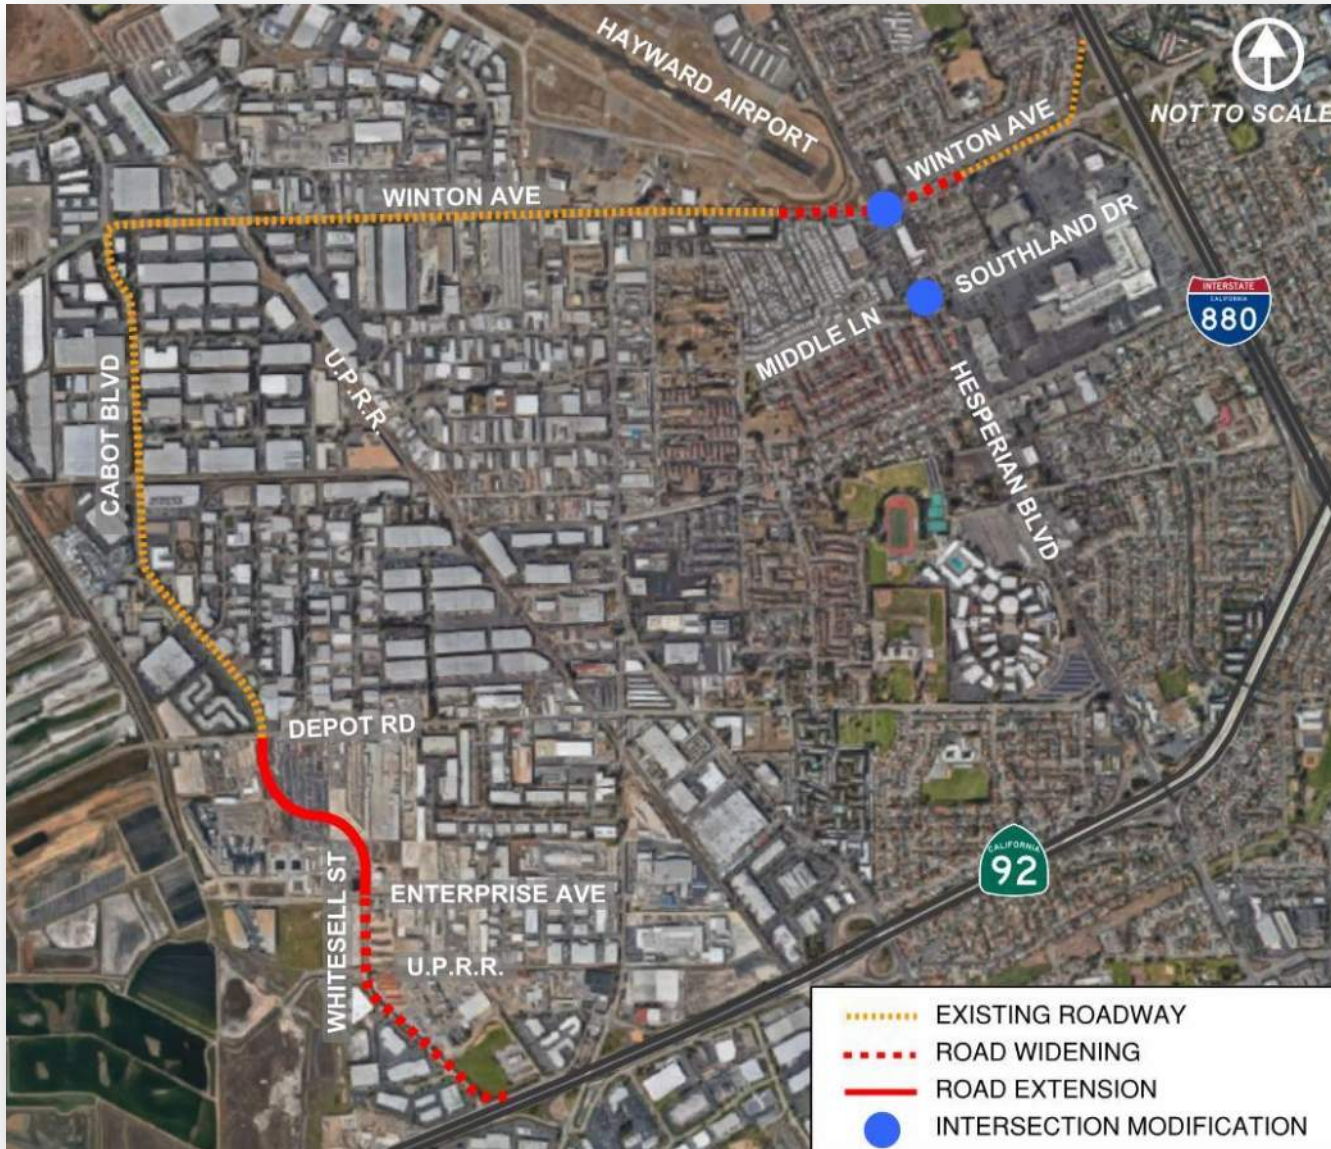 HAYWARD AIRPORT
NOT TO SCALE
WINTON AVE
WINTON AVE
SOUTHLAND DR
INTERSTATE
CALIFORNIA
880
MIDDLE LN
U.P.R.R.
CABOT BLVD
HESPERIAN BLVD
DEPOT RD
CALIFORNIA
92
WHITESELL ST
ENTERPRISE AVE
U.P.R.R.
EXISTING ROADWAY
ROAD WIDENING
ROAD EXTENSION
INTERSECTION MODIFICATION